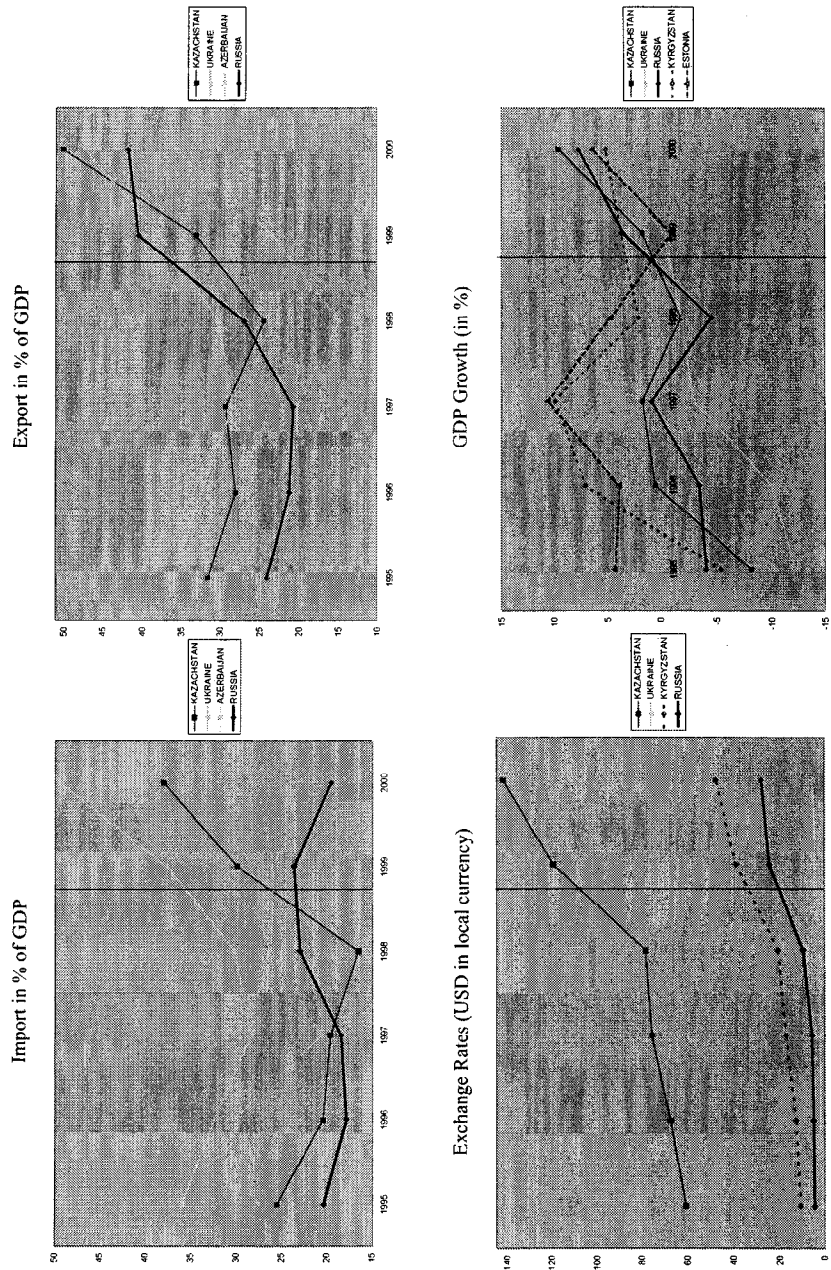 Import in % of GDP
50
45
40
35
30
25
20
15
1995
1996
1997
1998
1999
2000
KAZACHSTAN
UKRAINE
AZERBAIJAN
RUSSIA
Export in % of GDP
50
45
40
35
30
25
20
15
10
1995
1996
1997
1998
1999
2000
KAZACHSTAN
UKRAINE
AZERBAIJAN
RUSSIA
Exchange Rates (USD in local currency)
140
120
100
80
60
40
20
0
KAZACHSTAN
UKRAINE
KYRGYZSTAN
RUSSIA
GDP Growth (in %)
15
10
5
0
-5
-10
-15
2000
KAZACHSTAN
UKRAINE
RUSSIA
KYRGYZSTAN
ESTONIA